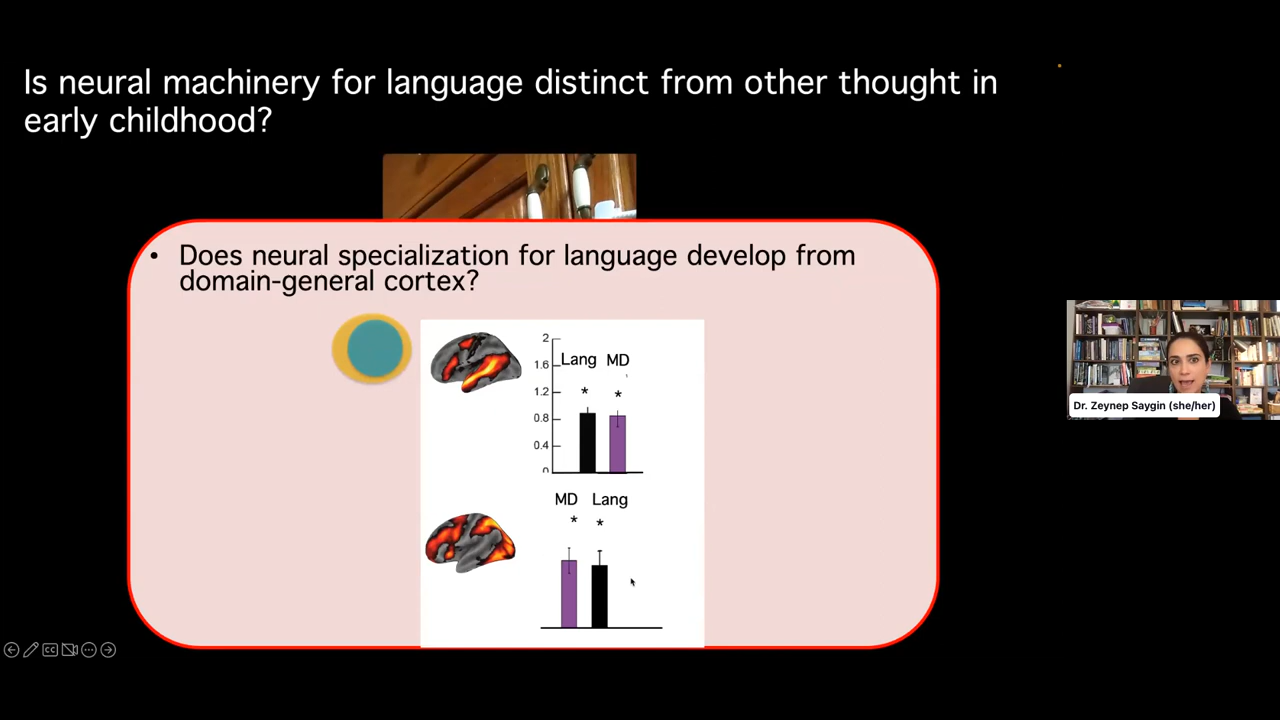 Is neural machinery for language distinct from other thought in
early childhood?
• Does neural specialization for language develop from
domain-general cortex?
2
1.6
1.2
0.8
0.4
0
Lang MD
* *
MD Lang
* *
Dr. Zeynep Saygin (she/her)
CC